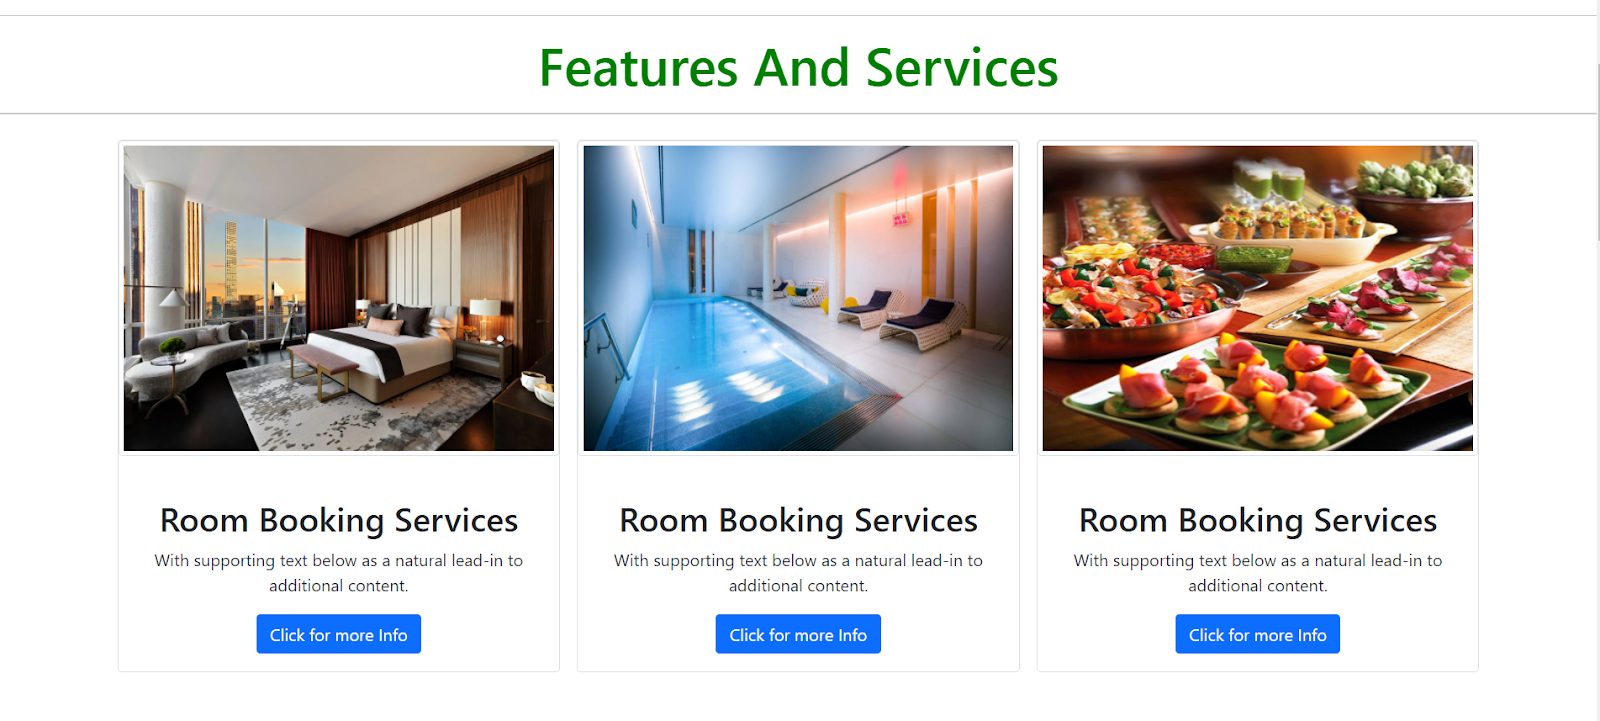 Features And Services
Room Booking Services
With supporting text below as a natural lead-in to
additional content.
Click for more Info
Room Booking Services
With supporting text below as a natural lead-in to
additional content.
Click for more Info
Room Booking Services
With supporting text below as a natural lead-in to
additional content.
Click for more Info